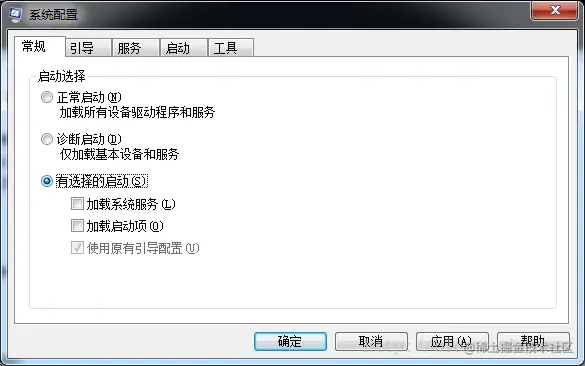 系统配置
常规 引导 服务 启动 工具
启动选择
正常启动(N)
加载所有设备驱动程序和服务
诊断启动(D)
仅加载基本设备和服务
有选择的启动(S)
加载系统服务(L)
加载启动项(O)
使用原有引导配置(U)
确定 取消 应用(A) 帮助
@稀土掘金技术社区